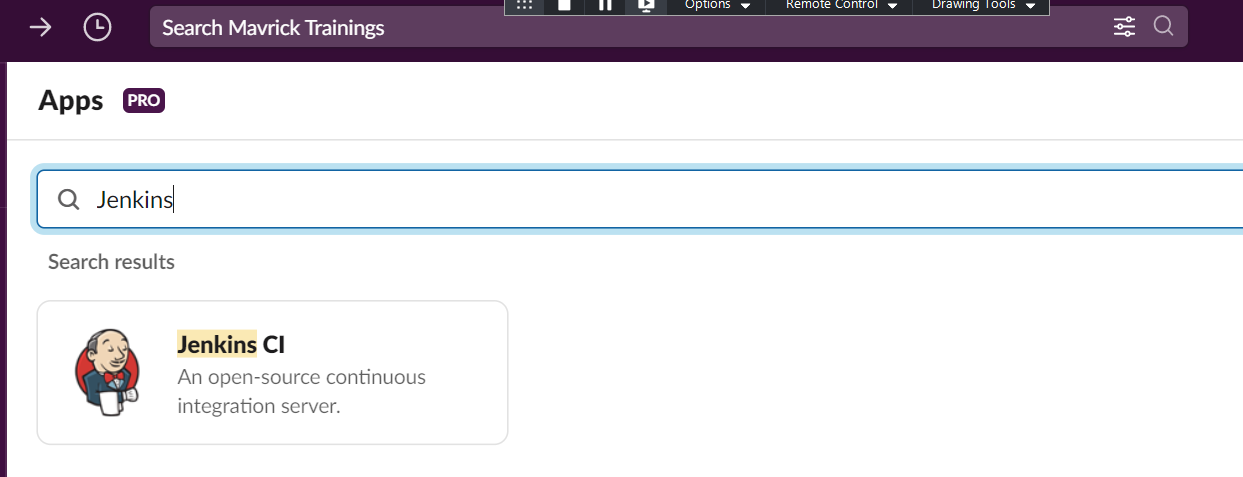 Options Remote Control Drawing Tools
Search Mavrick Trainings
Apps PRO
Jenkins
Search results
Jenkins CI
An open-source continuous
integration server.